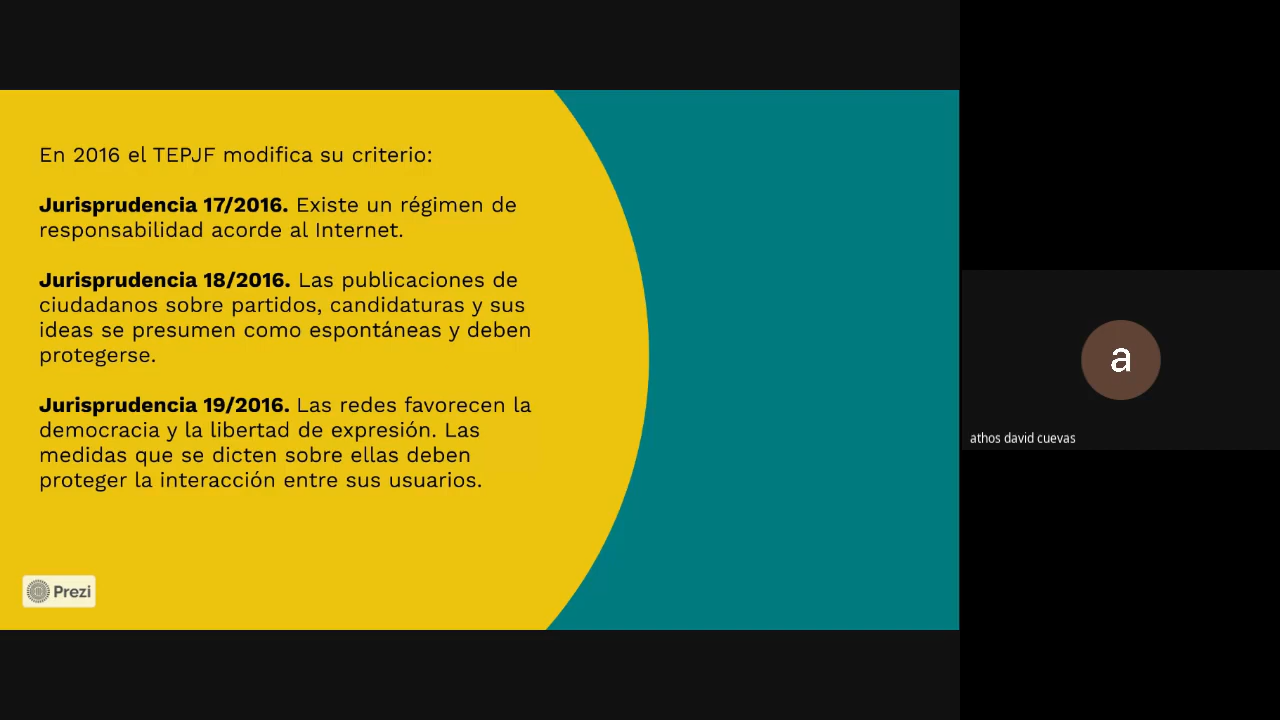 En 2016 el TEPJF modifica su criterio:
Jurisprudencia 17/2016. Existe un régimen de
responsabilidad acorde al Internet.
Jurisprudencia 18/2016. Las publicaciones de
ciudadanos sobre partidos, candidaturas y sus
ideas se presumen como espontáneas y deben
protegerse.
Jurisprudencia 19/2016. Las redes favorecen la
democracia y la libertad de expresión. Las
medidas que se dicten sobre ellas deben
proteger la interacción entre sus usuarios.
Prezi
a
athos david cuevas